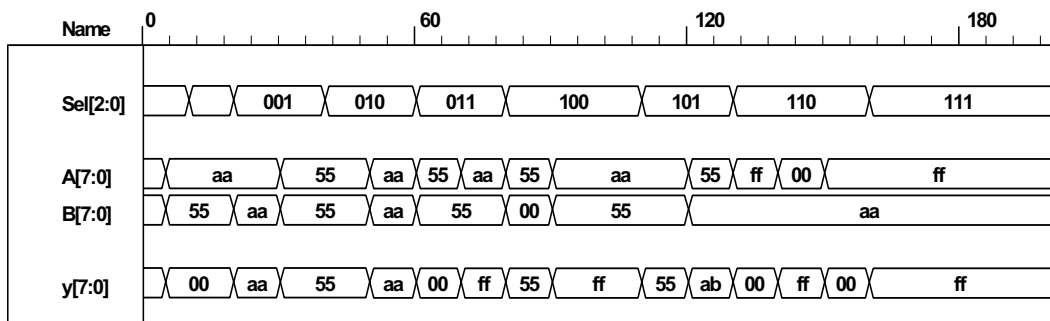 Name 0 60 120 180
Sel[2:0] 001 010 011 100 101 110 111
A[7:0] aa 55 aa 55 aa 55 aa 55 ff 00 ff
B[7:0] 55 aa 55 aa 55 00 55 aa
y[7:0] 00 aa 55 aa 00 ff 55 ff 55 ab 00 ff 00 ff